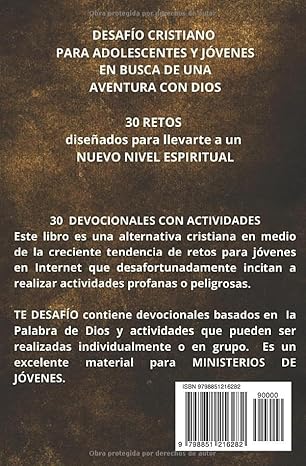 Obra protegida por derechos de autor
DESAFÍO CRISTIANO
PARA ADOLESCENTES Y JÓVENES
EN BUSCA DE UNA
AVENTURA CON DIOS
30 RETOS
diseñados para llevarte a un
NUEVO NIVEL ESPIRITUAL
30 DEVOCIONALES CON ACTIVIDADES
Este libro es una alternativa cristiana en medio
de la creciente tendencia de retos para jóvenes
en Internet que desafortunadamente incitan a
realizar actividades profanas o peligrosas.
TE DESAFÍO contiene devocionales basados en la
Palabra de Dios y actividades que pueden ser
realizadas individualmente o en grupo. Es un
excelente material para MINISTERIOS DE
JÓVENES.
ISBN 9798851216282
90000
9 798851 216282
Obra protegida por derechos de autor